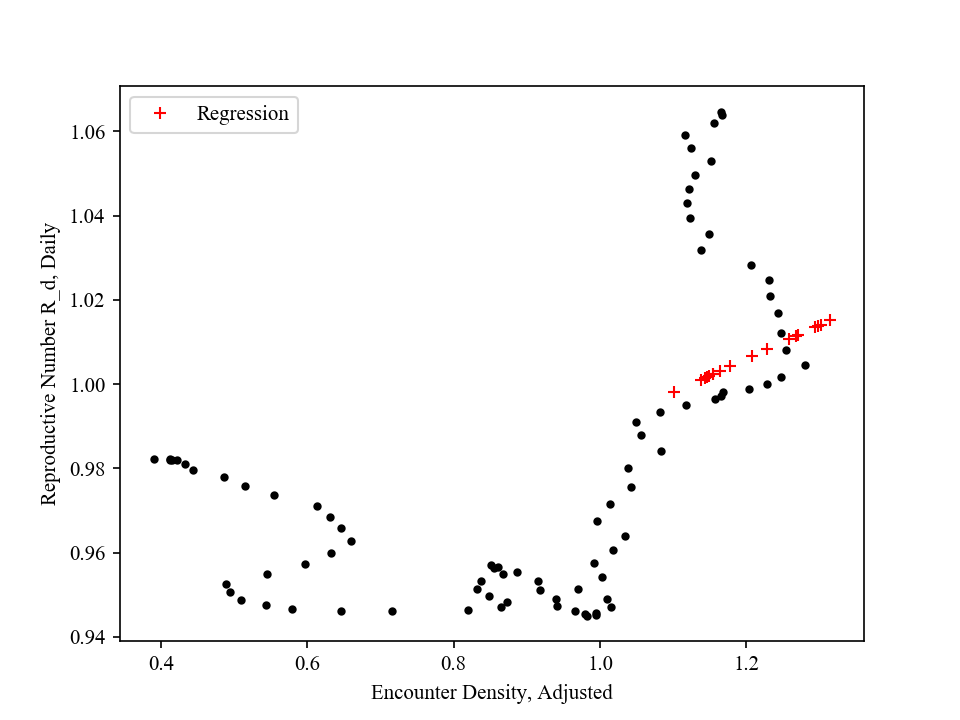 Regression
1.06
1.04
1.02
1.00
0.98
0.96
0.94
Reproductive Number R_d, Daily
0.4 0.6 0.8 1.0 1.2
Encounter Density, Adjusted